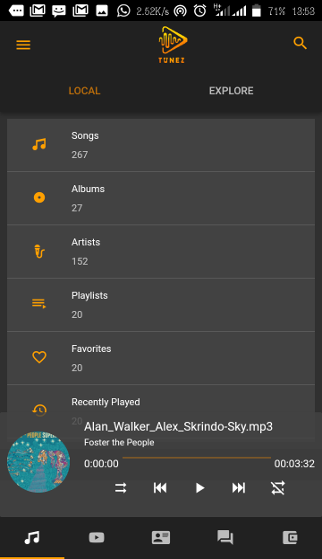 2.52K/s 71% 13:53
TUNEZ
LOCAL EXPLORE
Songs
267
Albums
27
Artists
152
Playlists
20
Favorites
20
Recently Played
20
Alan_Walker_Alex_Skrindo-Sky.mp3
Foster the People
0:00:00 00:03:32